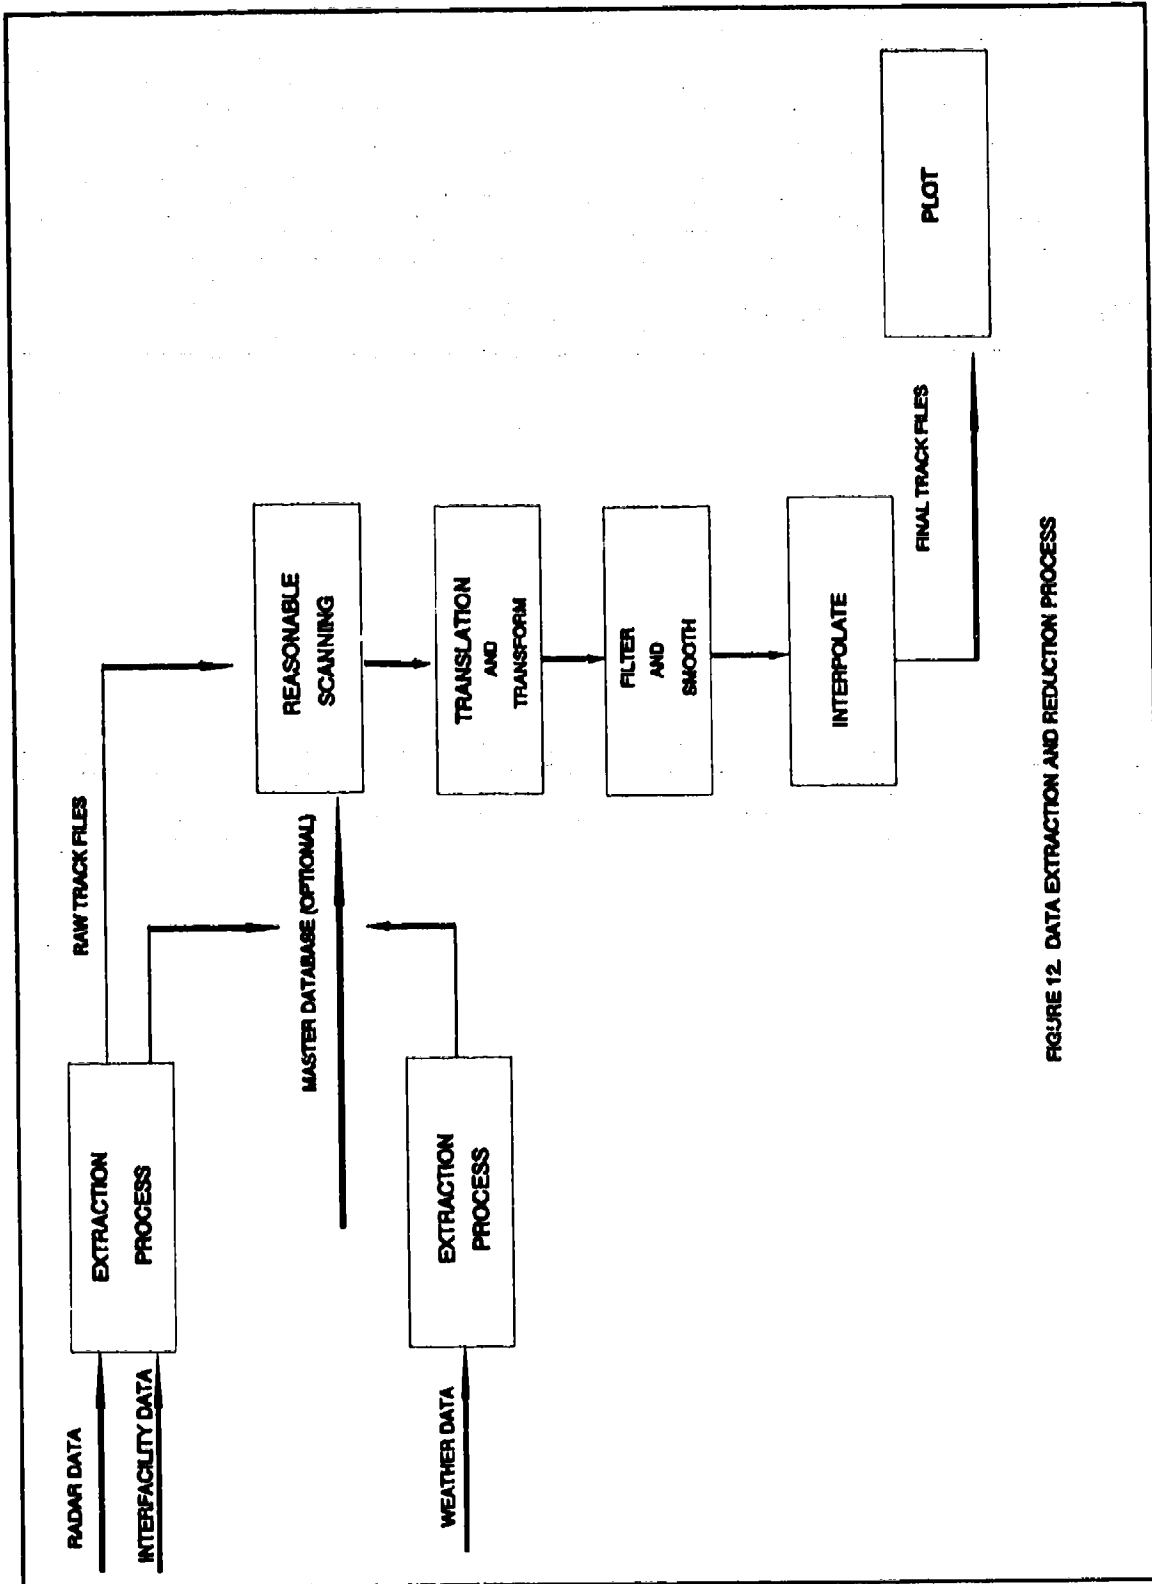 RADAR DATA
INTERFACILITY DATA
EXTRACTION
PROCESS
RAW TRACK FILES
MASTER DATABASE (OPTIONAL)
WEATHER DATA
EXTRACTION
PROCESS
REASONABLE
SCANNING
TRANSLATION
AND
TRANSFORM
FILTER
AND
SMOOTH
INTERPOLATE
FINAL TRACK FILES
PLOT
FIGURE 12. DATA EXTRACTION AND REDUCTION PROCESS